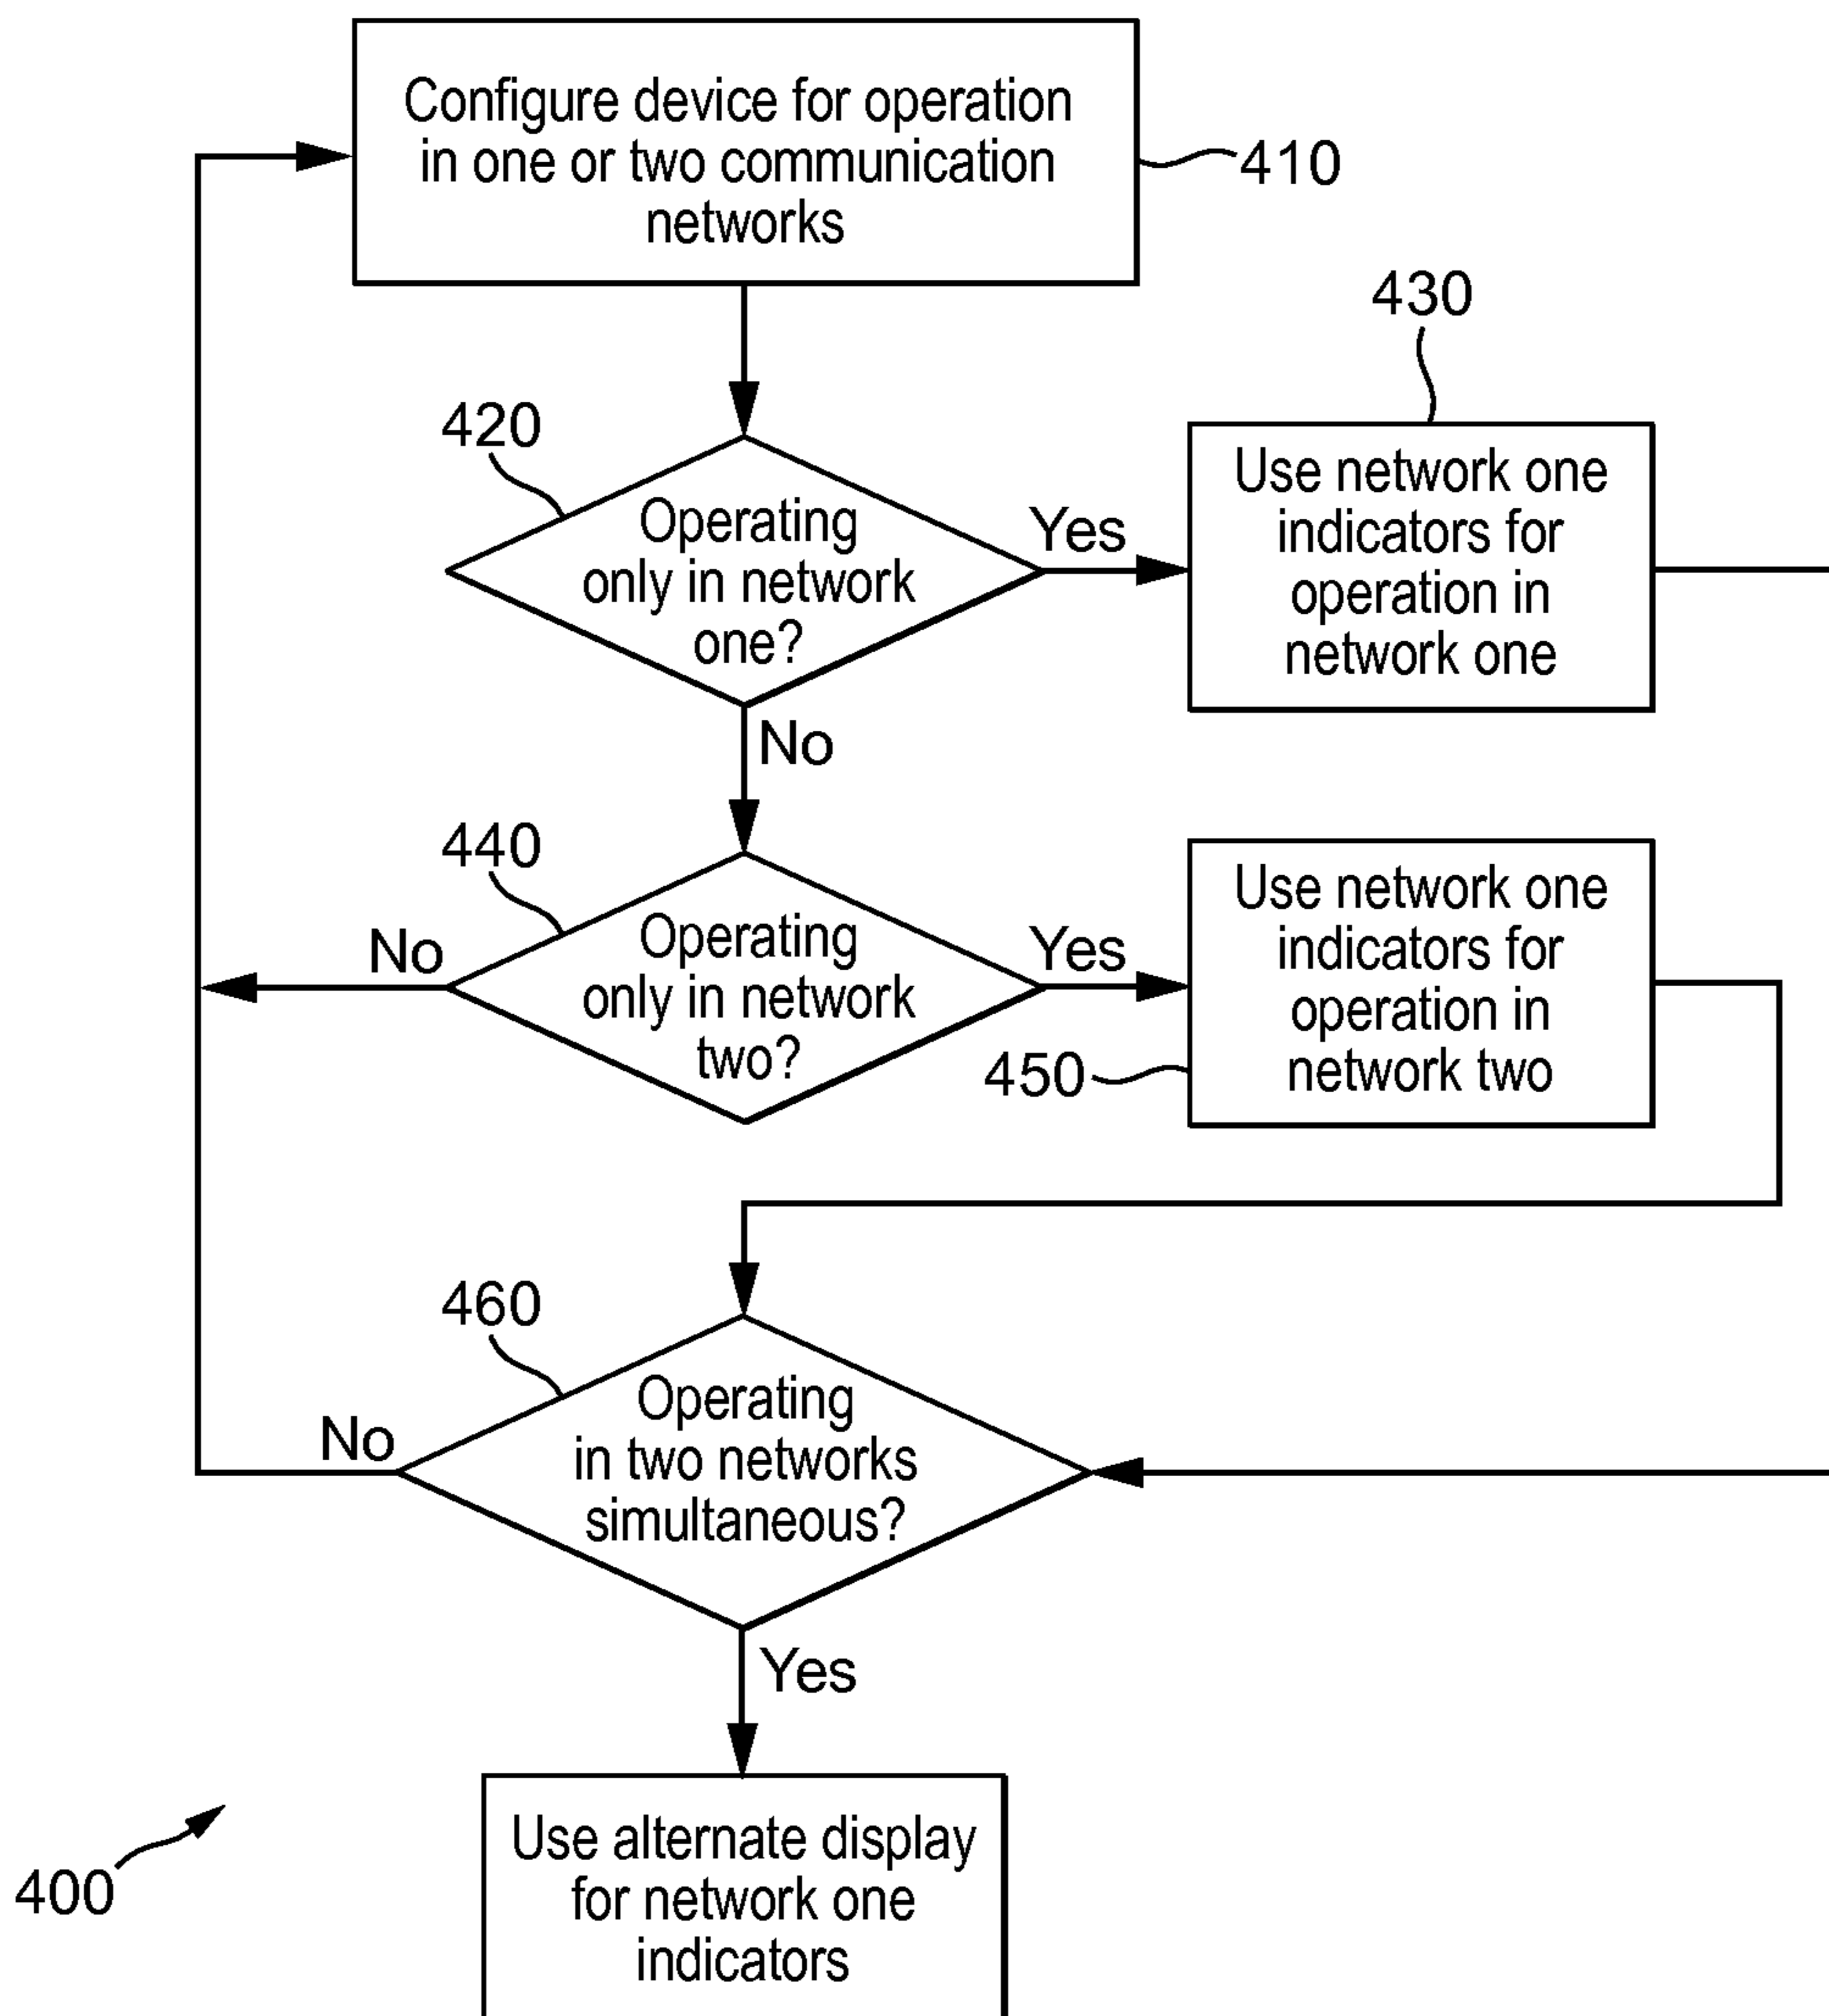 Configure device for operation
in one or two communication
networks
410
430
420
Operating
only in network
one?
Yes
Use network one
indicators for
operation in
network one
No
440
Operating
only in network
two?
No
Yes
Use network one
indicators for
operation in
network two
450
460
Operating
in two networks
simultaneous?
No
Yes
Use alternate display
for network one
indicators
400